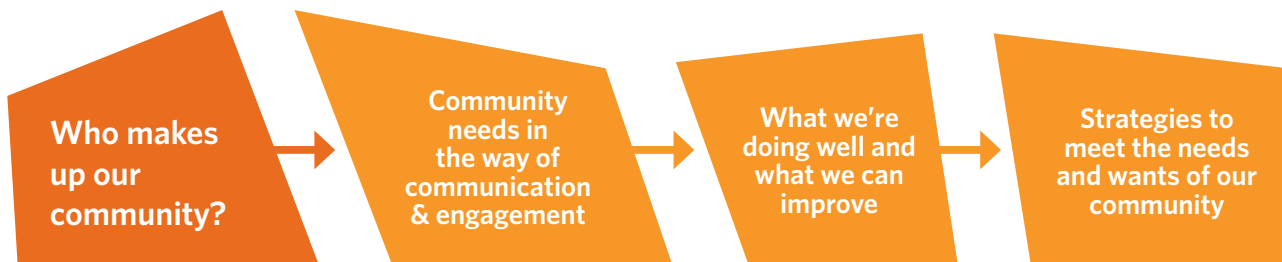 Who makes
up our
community?
Community
needs in
the way of
communication
& engagement
What we're
doing well and
what we can
improve
Strategies to
meet the needs
and wants of our
community